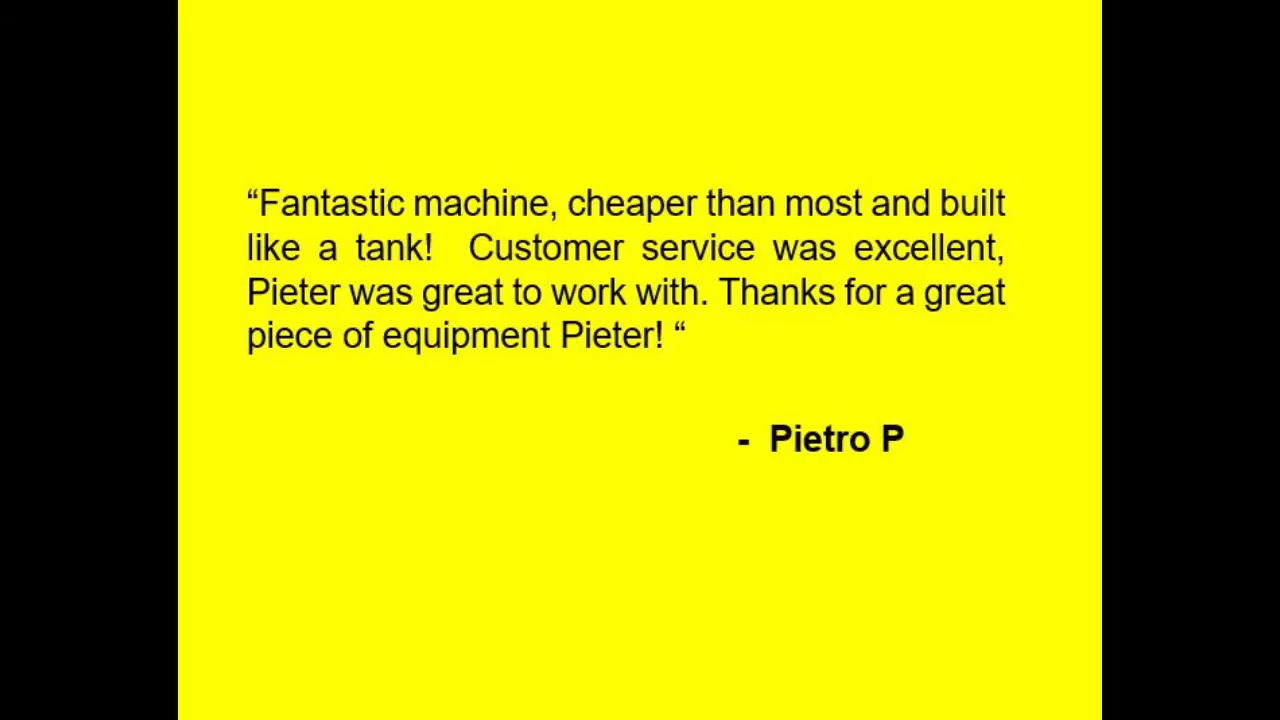 “Fantastic machine, cheaper than most and built
like a tank!  Customer service was excellent,
Pieter was great to work with. Thanks for a great
piece of equipment Pieter! “
-  Pietro P